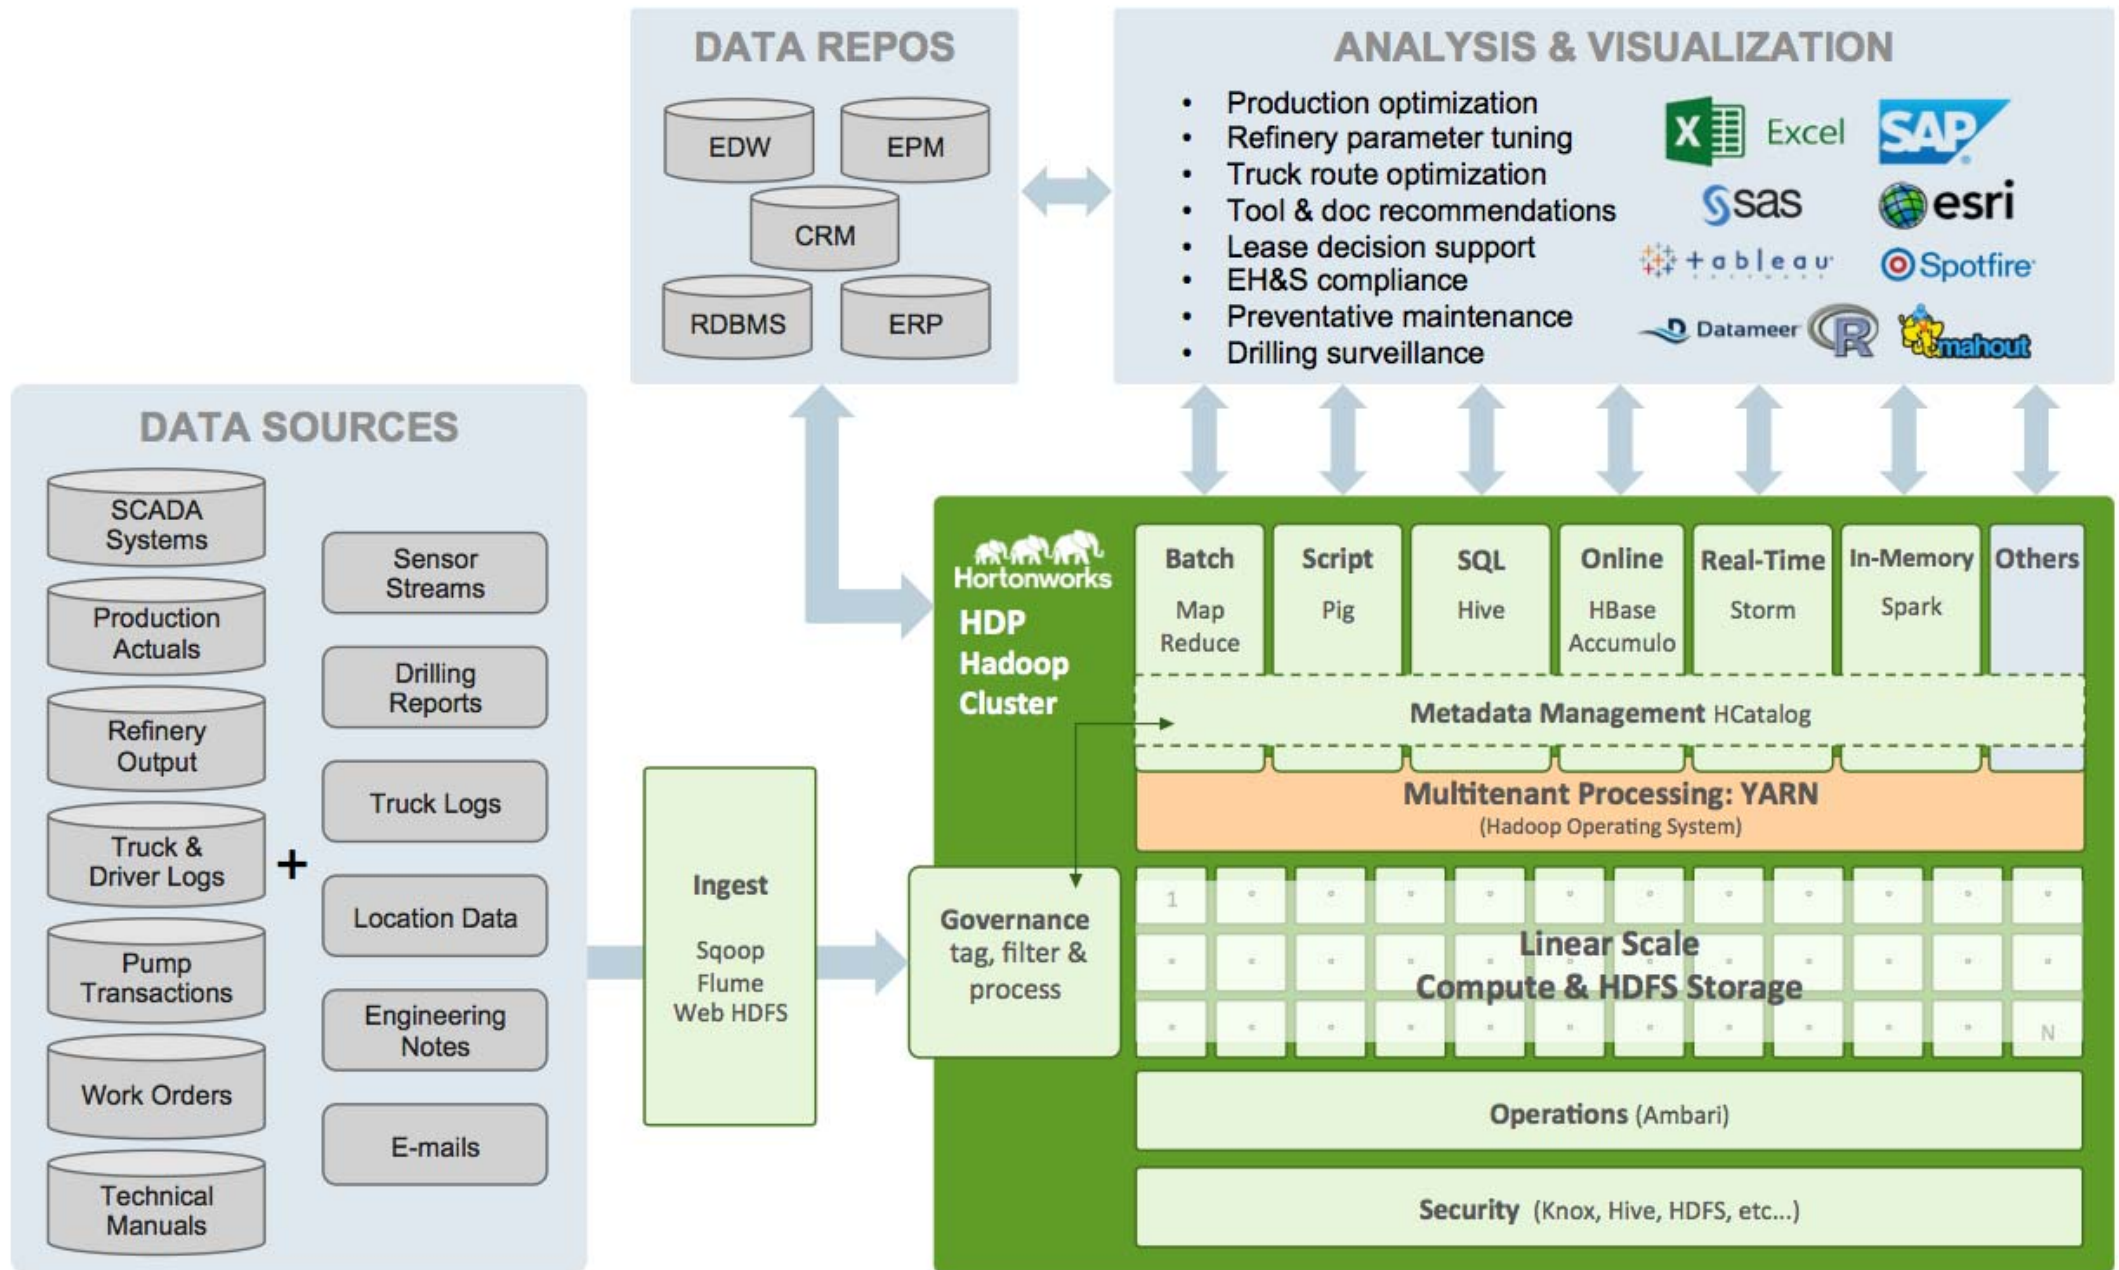 DATA REPOS
EDW
EPM
CRM
RDBMS
ERP
ANALYSIS & VISUALIZATION
• Production optimization
• Refinery parameter tuning
• Truck route optimization
• Tool & doc recommendations
• Lease decision support
• EH&S compliance
• Preventative maintenance
• Drilling surveillance
Excel
SAP
sas
esri
+ableau
Spotfire
Datameer
R
mahout
DATA SOURCES
SCADA
Systems
Production
Actuals
Refinery
Output
Truck &
Driver Logs
Pump
Transactions
Work Orders
Technical
Manuals
+
Sensor
Streams
Drilling
Reports
Truck Logs
Location Data
Engineering
Notes
E-mails
Ingest
Sqoop
Flume
Web HDFS
Hortonworks
HDP
Hadoop
Cluster
Governance
tag, filter &
process
Batch
Map
Reduce
Script
Pig
SQL
Hive
Online
HBase
Accumulo
Real-Time
Storm
In-Memory
Spark
Others
Metadata Management HCatalog
Multitenant Processing: YARN
(Hadoop Operating System)
1
Linear Scale
Compute & HDFS Storage
N
Operations (Ambari)
Security (Knox, Hive, HDFS, etc...)